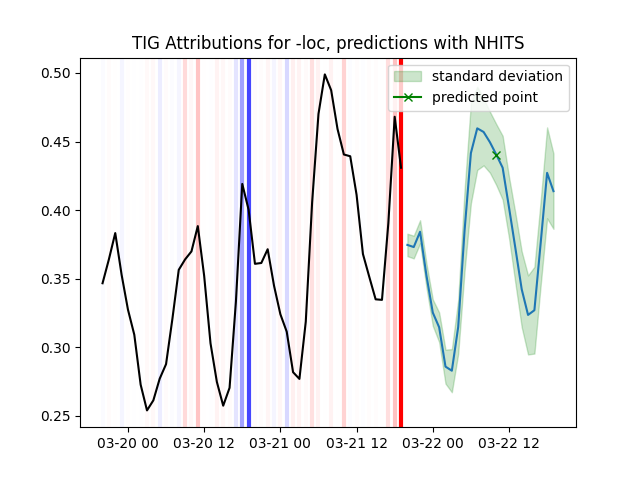 TIG Attributions for -loc, predictions with NHITS
standard deviation
predicted point
0.50
0.45
0.40
0.35
0.30
0.25
03-20 00 03-20 12 03-21 00 03-21 12 03-22 00 03-22 12